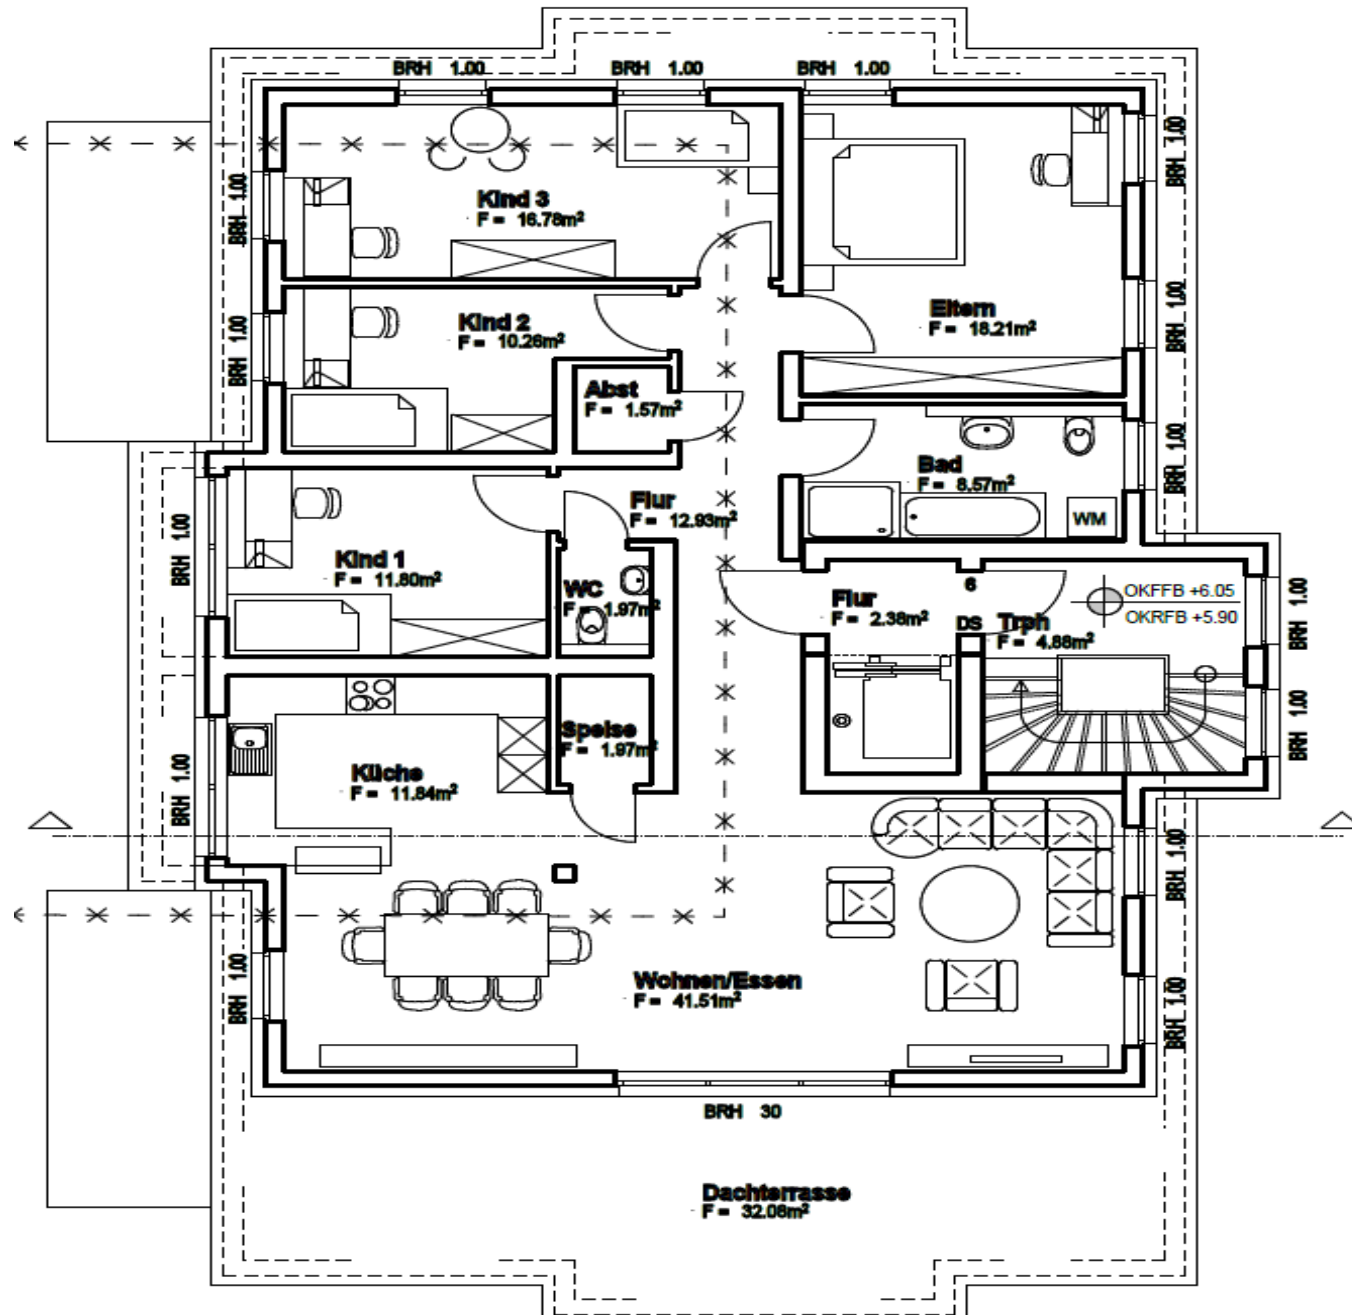 BRH 1.00
BRH 1.00
BRH 1.00
BRH 1.00
BRH 1.00
Kind 3
F = 16.78m²
BRH 1.00
BRH 1.00
Kind 2
F = 10.26m²
Eltern
F = 18.21m²
BRH 1.00
Abst
F = 1.57m²
BRH 1.00
Bad
F = 8.57m²
WM
Flur
F = 12.93m²
BRH 1.00
Kind 1
F = 11.80m²
WC
F = 1.97m²
Flur
F = 2.38m²
6
DS
Trph
F = 4.88m²
OKFFB +6.05
OKRFB +5.90
BRH 1.00
BRH 1.00
Speise
F = 1.97m²
Küche
F = 11.84m²
BRH 1.00
BRH 1.00
Wohnen/Essen
F = 41.51m²
BRH 1.00
BRH 1.00
BRH 30
Dachterrasse
F = 32.08m²